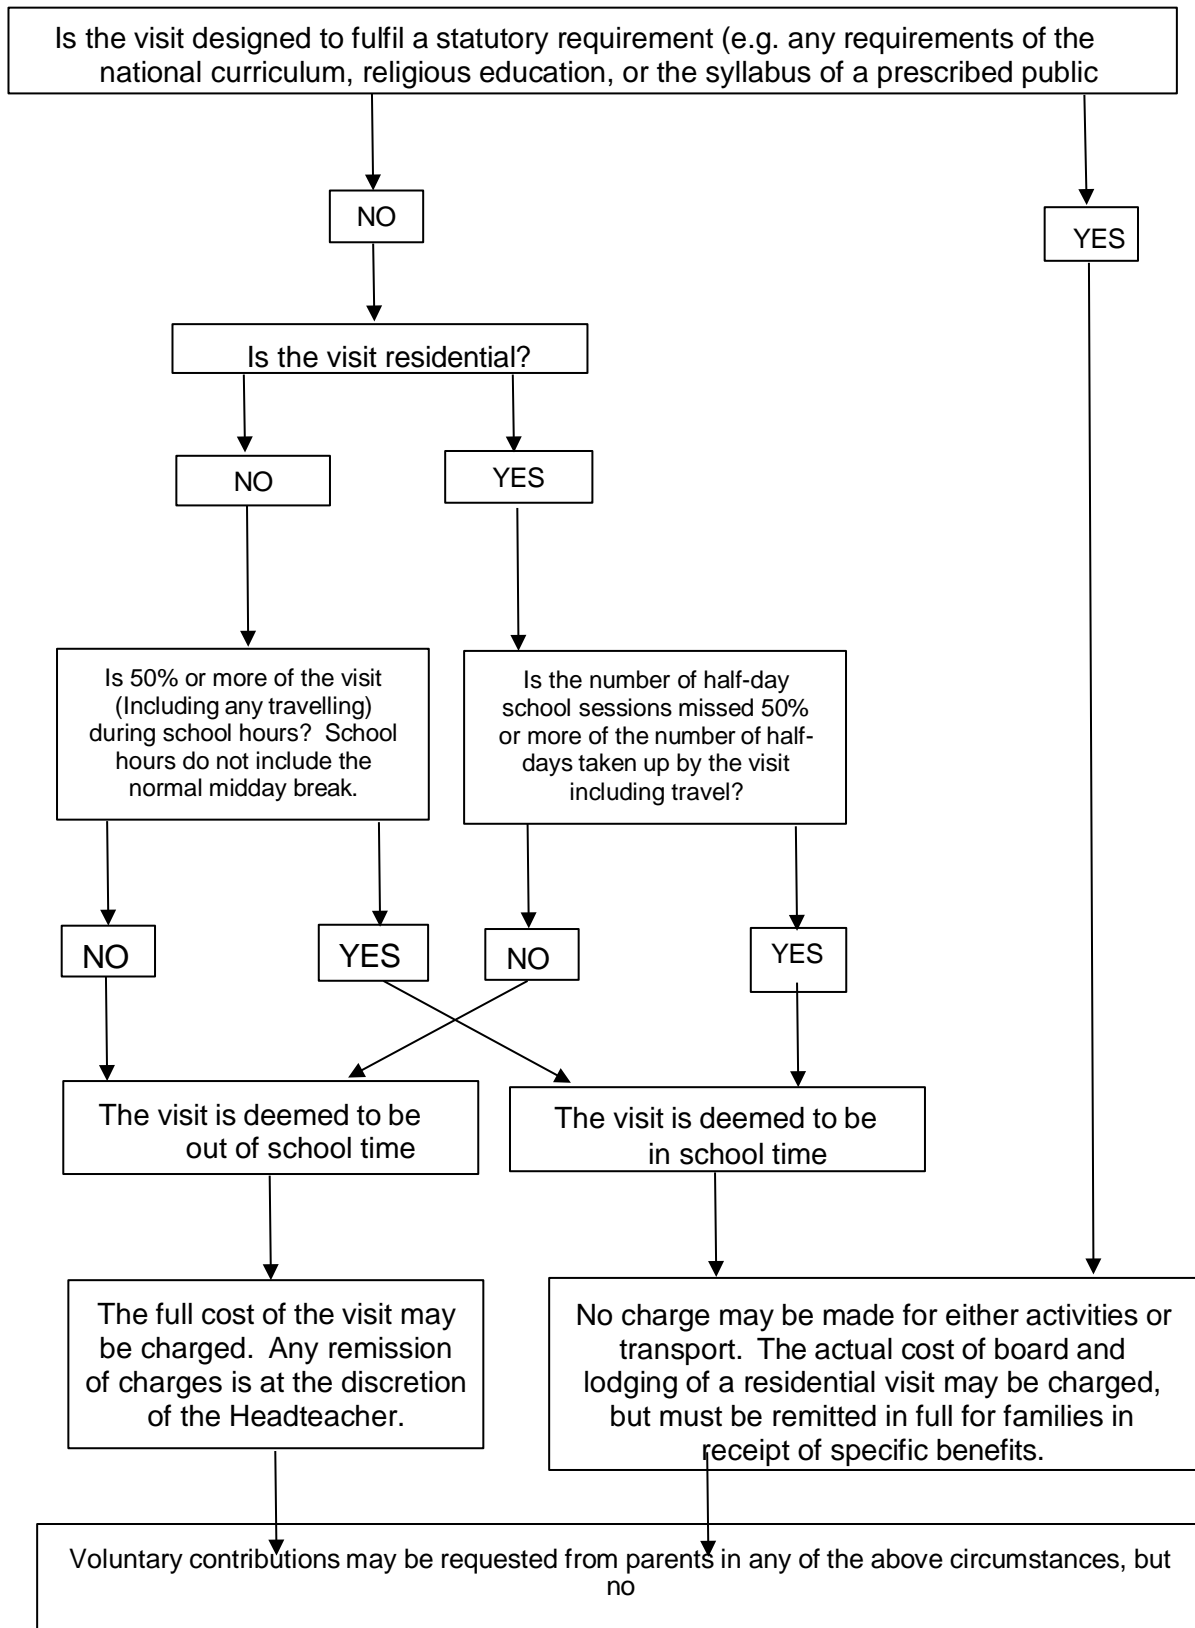 Is the visit designed to fulfil a statutory requirement (e.g. any requirements of the
national curriculum, religious education, or the syllabus of a prescribed public
NO
YES
Is the visit residential?
NO
YES
Is 50% or more of the visit
(Including any travelling)
during school hours? School
hours do not include the
normal midday break.
Is the number of half-day
school sessions missed 50%
or more of the number of half-
days taken up by the visit
including travel?
NO
YES
NO
YES
The visit is deemed to be
out of school time
The visit is deemed to be
in school time
The full cost of the visit may
be charged. Any remission
of charges is at the discretion
of the Headteacher.
No charge may be made for either activities or
transport. The actual cost of board and
lodging of a residential visit may be charged,
but must be remitted in full for families in
receipt of specific benefits.
Voluntary contributions may be requested from parents in any of the above circumstances, but
no